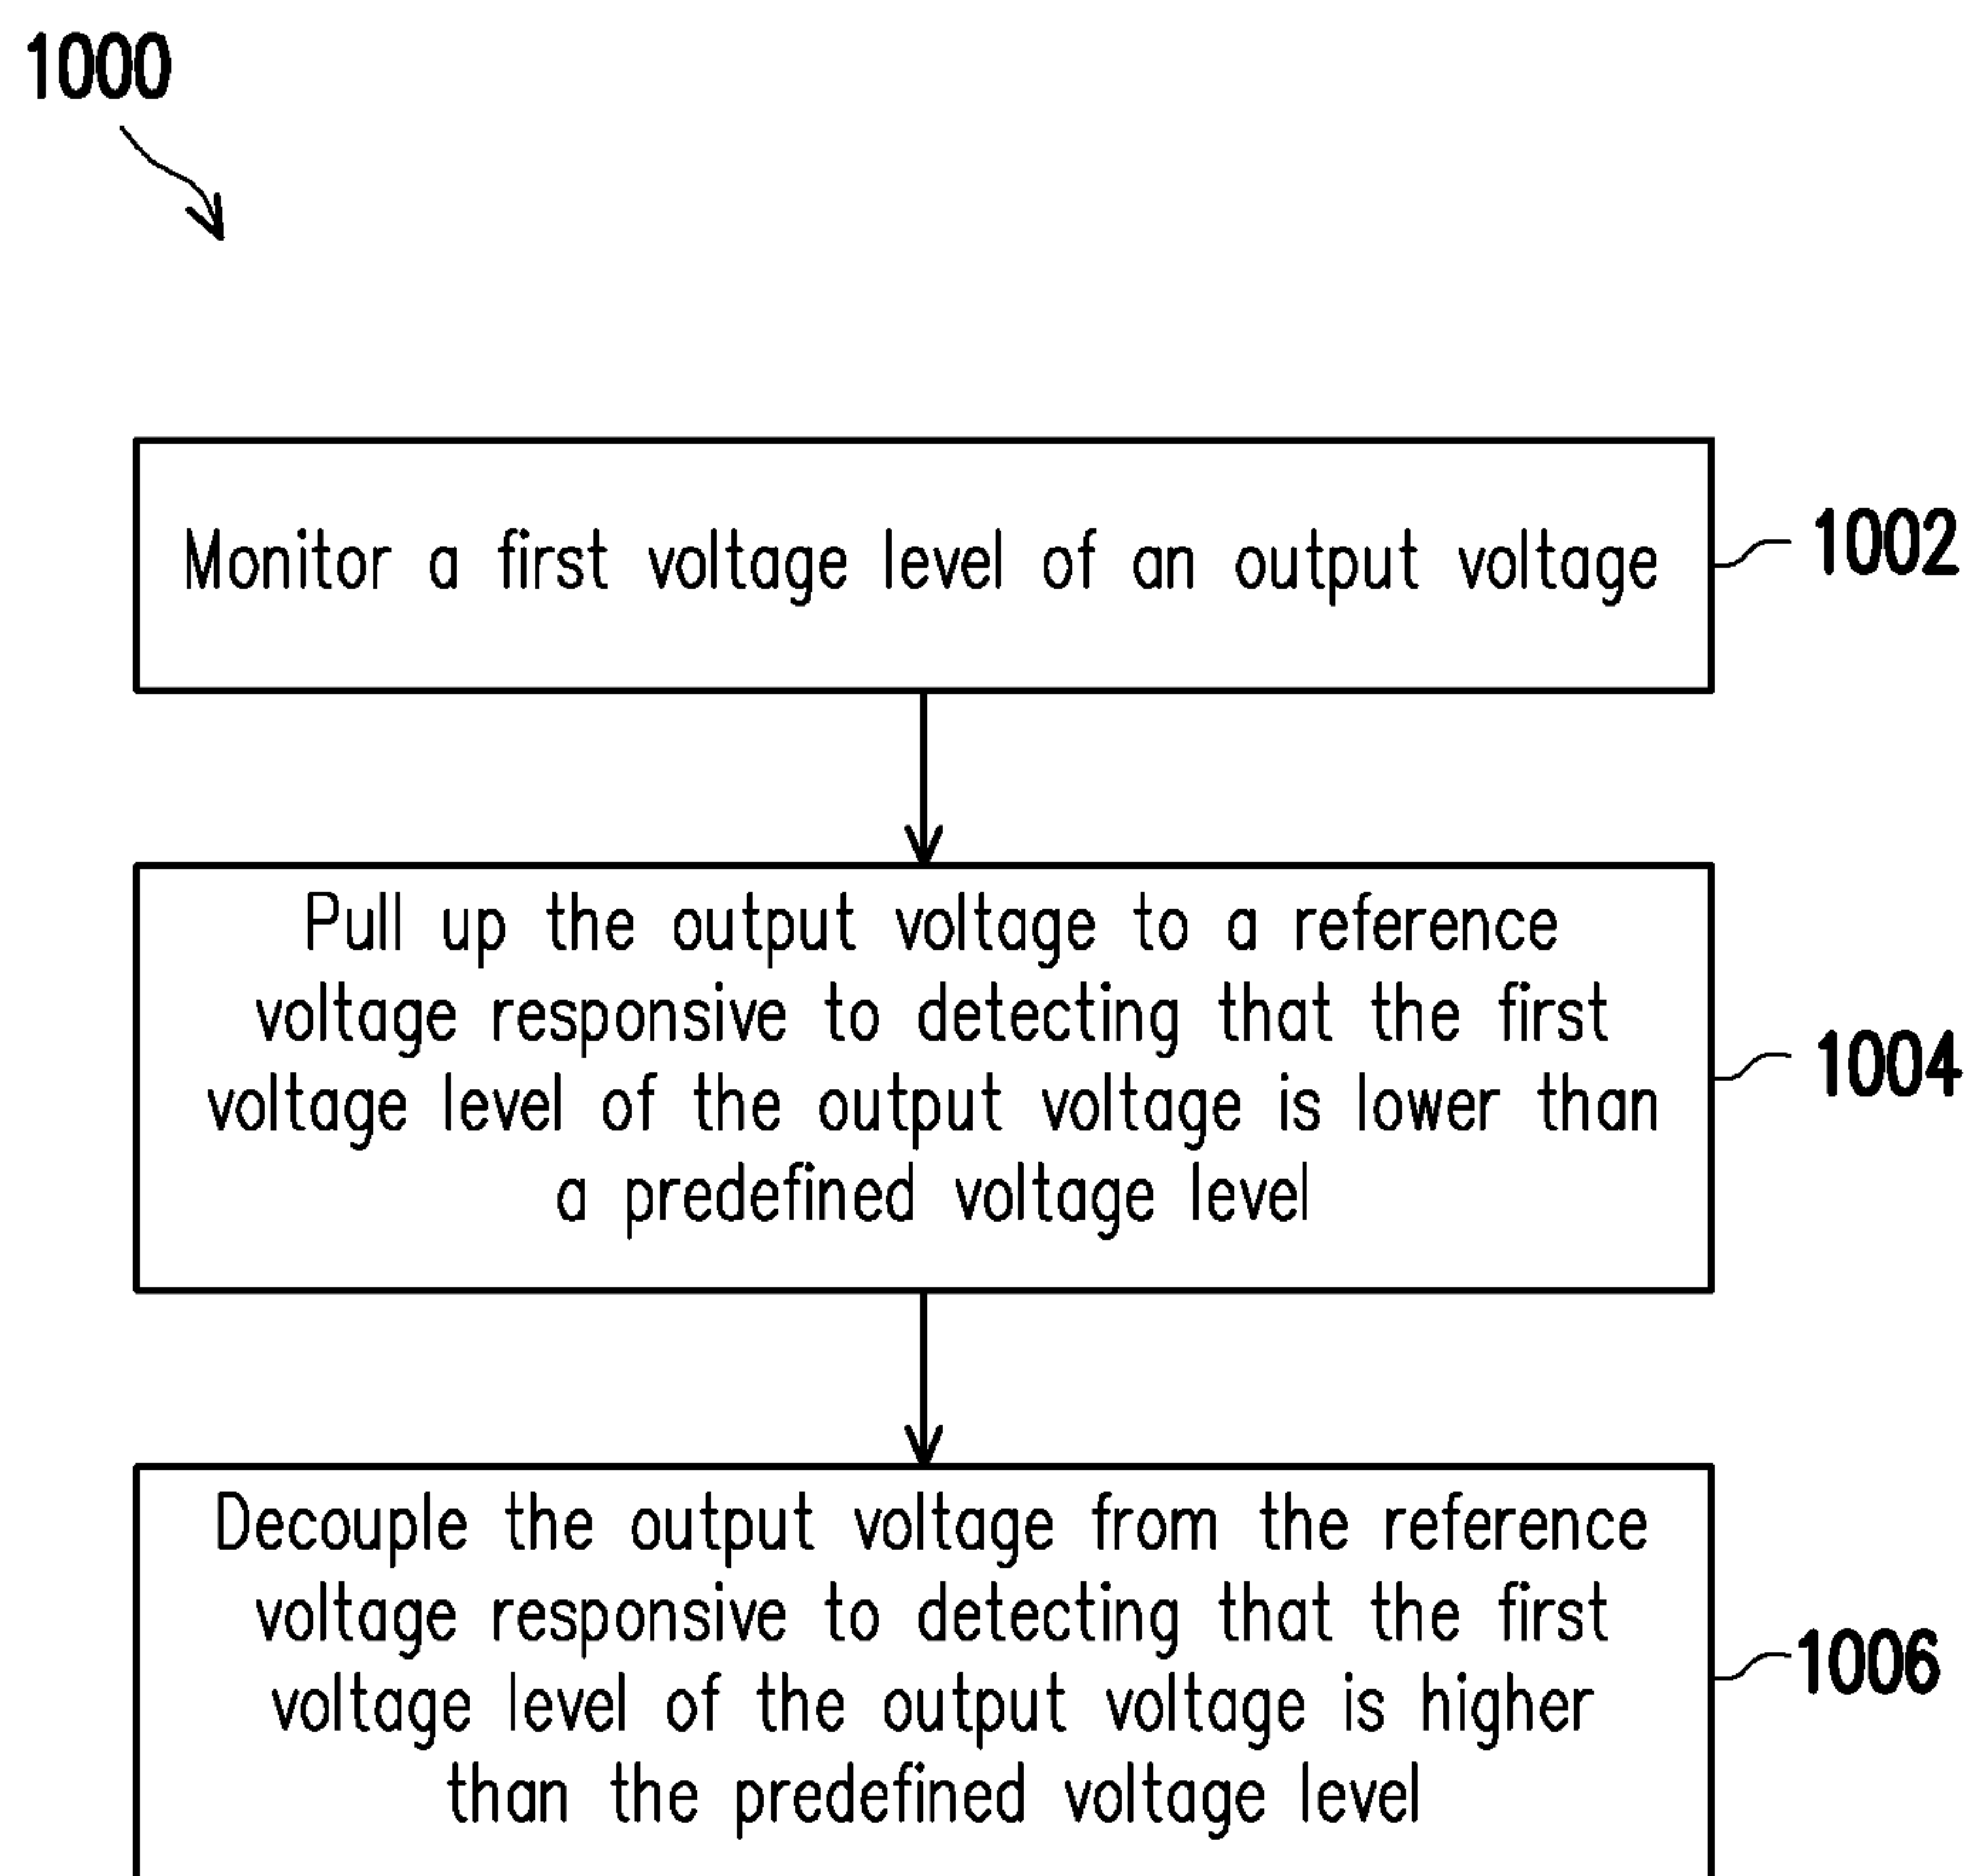 1000
Monitor a first voltage level of an output voltage
1002
Pull up the output voltage to a reference
voltage responsive to detecting that the first
voltage level of the output voltage is lower than
a predefined voltage level
1004
Decouple the output voltage from the reference
voltage responsive to detecting that the first
voltage level of the output voltage is higher
than the predefined voltage level
1006